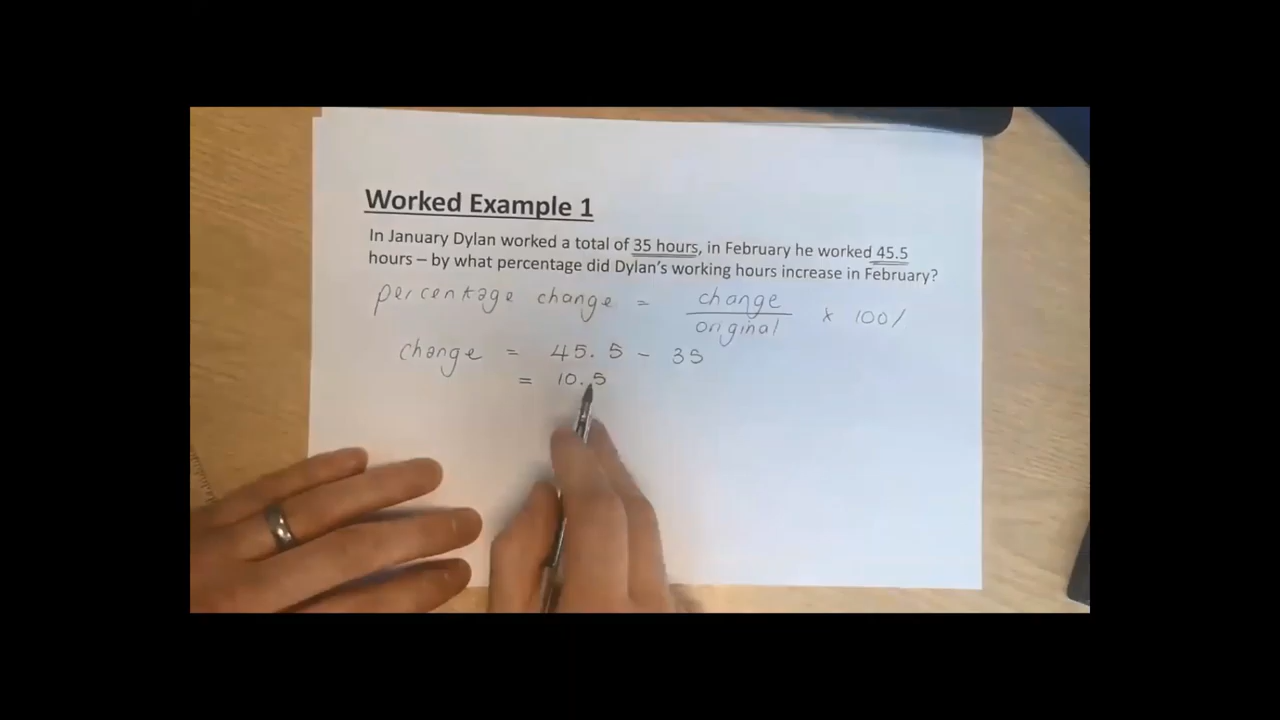 Worked Example 1
In January Dylan worked a total of 35 hours, in February he worked 45.5
hours – by what percentage did Dylan's working hours increase in February?
percentage change = change / original × 100/
change = 45.5 - 35
= 10.5